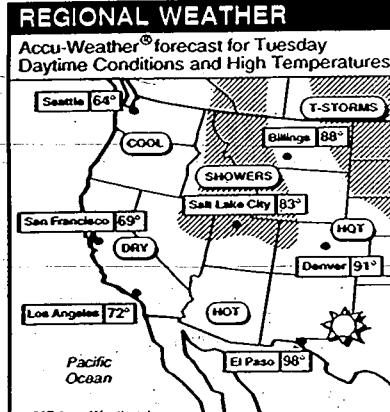 REGIONAL WEATHER
Accu-Weather® forecast for Tuesday
Daytime Conditions and High Temperatures
Seattle 64°
T-STORMS
COOL
Billings 88°
SHOWERS
Salt Lake City 83°
San Francisco 69°
HOT
DRY
Denver 91°
Los Angeles 72°
HOT
El Paso 98°
Pacific
Ocean